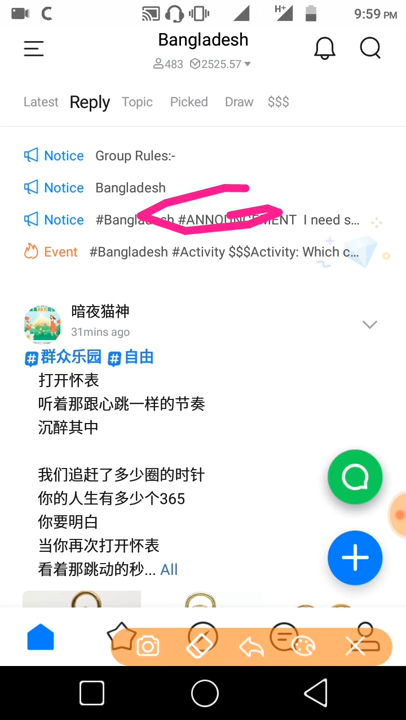 C
H+
9:59 PM
Bangladesh
483 2525.57
Latest Reply Topic Picked Draw $$$
Notice Group Rules:-
Notice Bangladesh
Notice #Bangladesh #ANNOUNCEMENT I need s...
Event #Bangladesh #Activity $$$Activity: Which c...
暗夜猫神
31mins ago
#群众乐园 #自由
打开怀表
听着那跟心跳一样的节奏
沉醉其中
我们追赶了多少圈的时针
你的人生有多少个365
你要明白
当你再次打开怀表
看着那跳动的秒... All